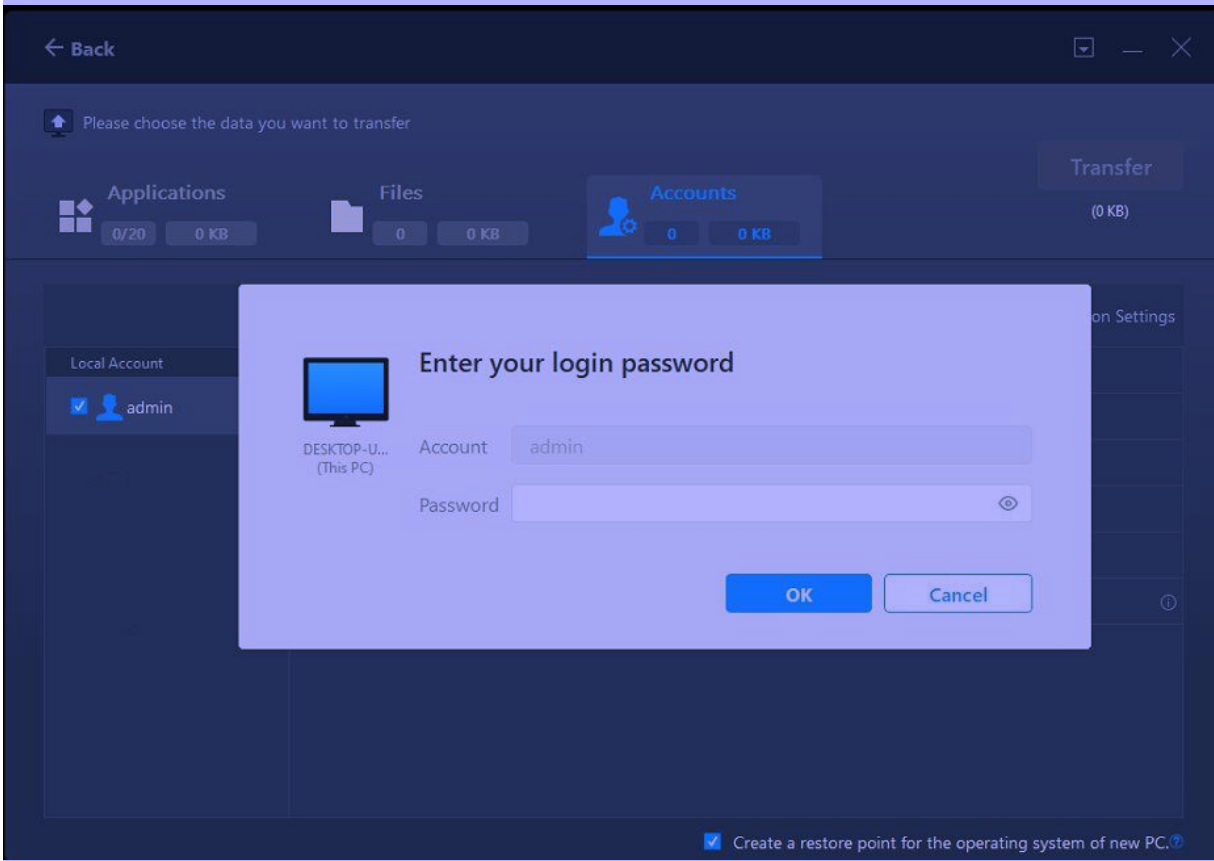 Back
Please choose the data you want to transfer
Transfer
(0 KB)
Applications
0/20 0 KB
Files
0 0 KB
Accounts
0 0 KB
on Settings
Local Account
admin
Enter your login password
DESKTOP-U...
(This PC)
Account admin
Password
OK Cancel
Create a restore point for the operating system of new PC.